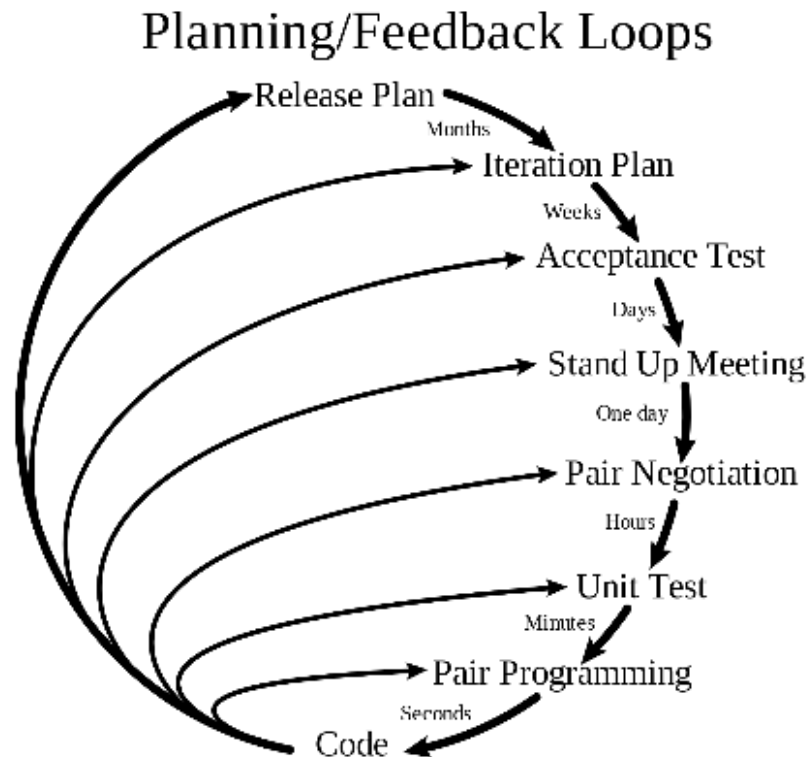 Planning/Feedback Loops
Release Plan
Months
Iteration Plan
Weeks
Acceptance Test
Days
Stand Up Meeting
One day
Pair Negotiation
Hours
Unit Test
Minutes
Pair Programming
Seconds
Code